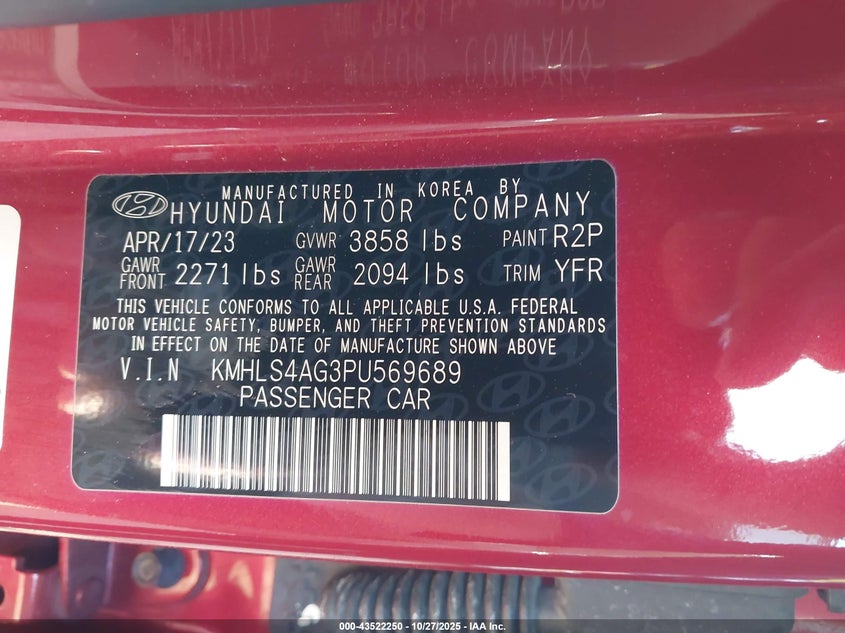 MANUFACTURED IN KOREA BY
HYUNDAI MOTOR COMPANY
APR/17/23 GVWR 3858 lbs PAINT R2P
GAWR FRONT 2271 lbs GAWR REAR 2094 lbs TRIM YFR
THIS VEHICLE CONFORMS TO ALL APPLICABLE U.S.A. FEDERAL
MOTOR VEHICLE SAFETY, BUMPER, AND THEFT PREVENTION STANDARDS
IN EFFECT ON THE DATE OF MANUFACTURE SHOWN ABOVE.
V.I.N KMHLS4AG3PU569689
PASSENGER CAR
000-43522250 - 10/27/2025 - IAA Inc.